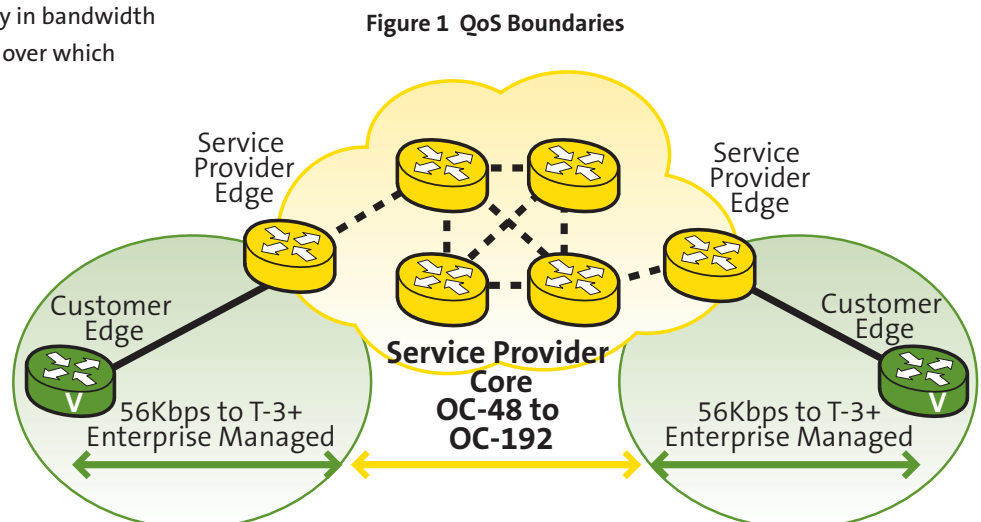 y in bandwidth
over which
Figure 1 QoS Boundaries
Service
Provider
Edge
Service
Provider
Edge
Customer
Edge
Customer
Edge
V
V
56Kbps to T-3+
Enterprise Managed
Service Provider
Core
OC-48 to
OC-192
56Kbps to T-3+
Enterprise Managed